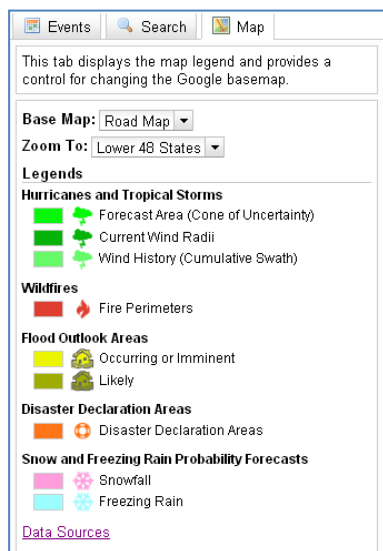 Events Search Map
This tab displays the map legend and provides a
control for changing the Google basemap.
Base Map: Road Map
Zoom To: Lower 48 States
Legends
Hurricanes and Tropical Storms
Forecast Area (Cone of Uncertainty)
Current Wind Radii
Wind History (Cumulative Swath)
Wildfires
Fire Perimeters
Flood Outlook Areas
Occurring or Imminent
Likely
Disaster Declaration Areas
Disaster Declaration Areas
Snow and Freezing Rain Probability Forecasts
Snowfall
Freezing Rain
Data Sources